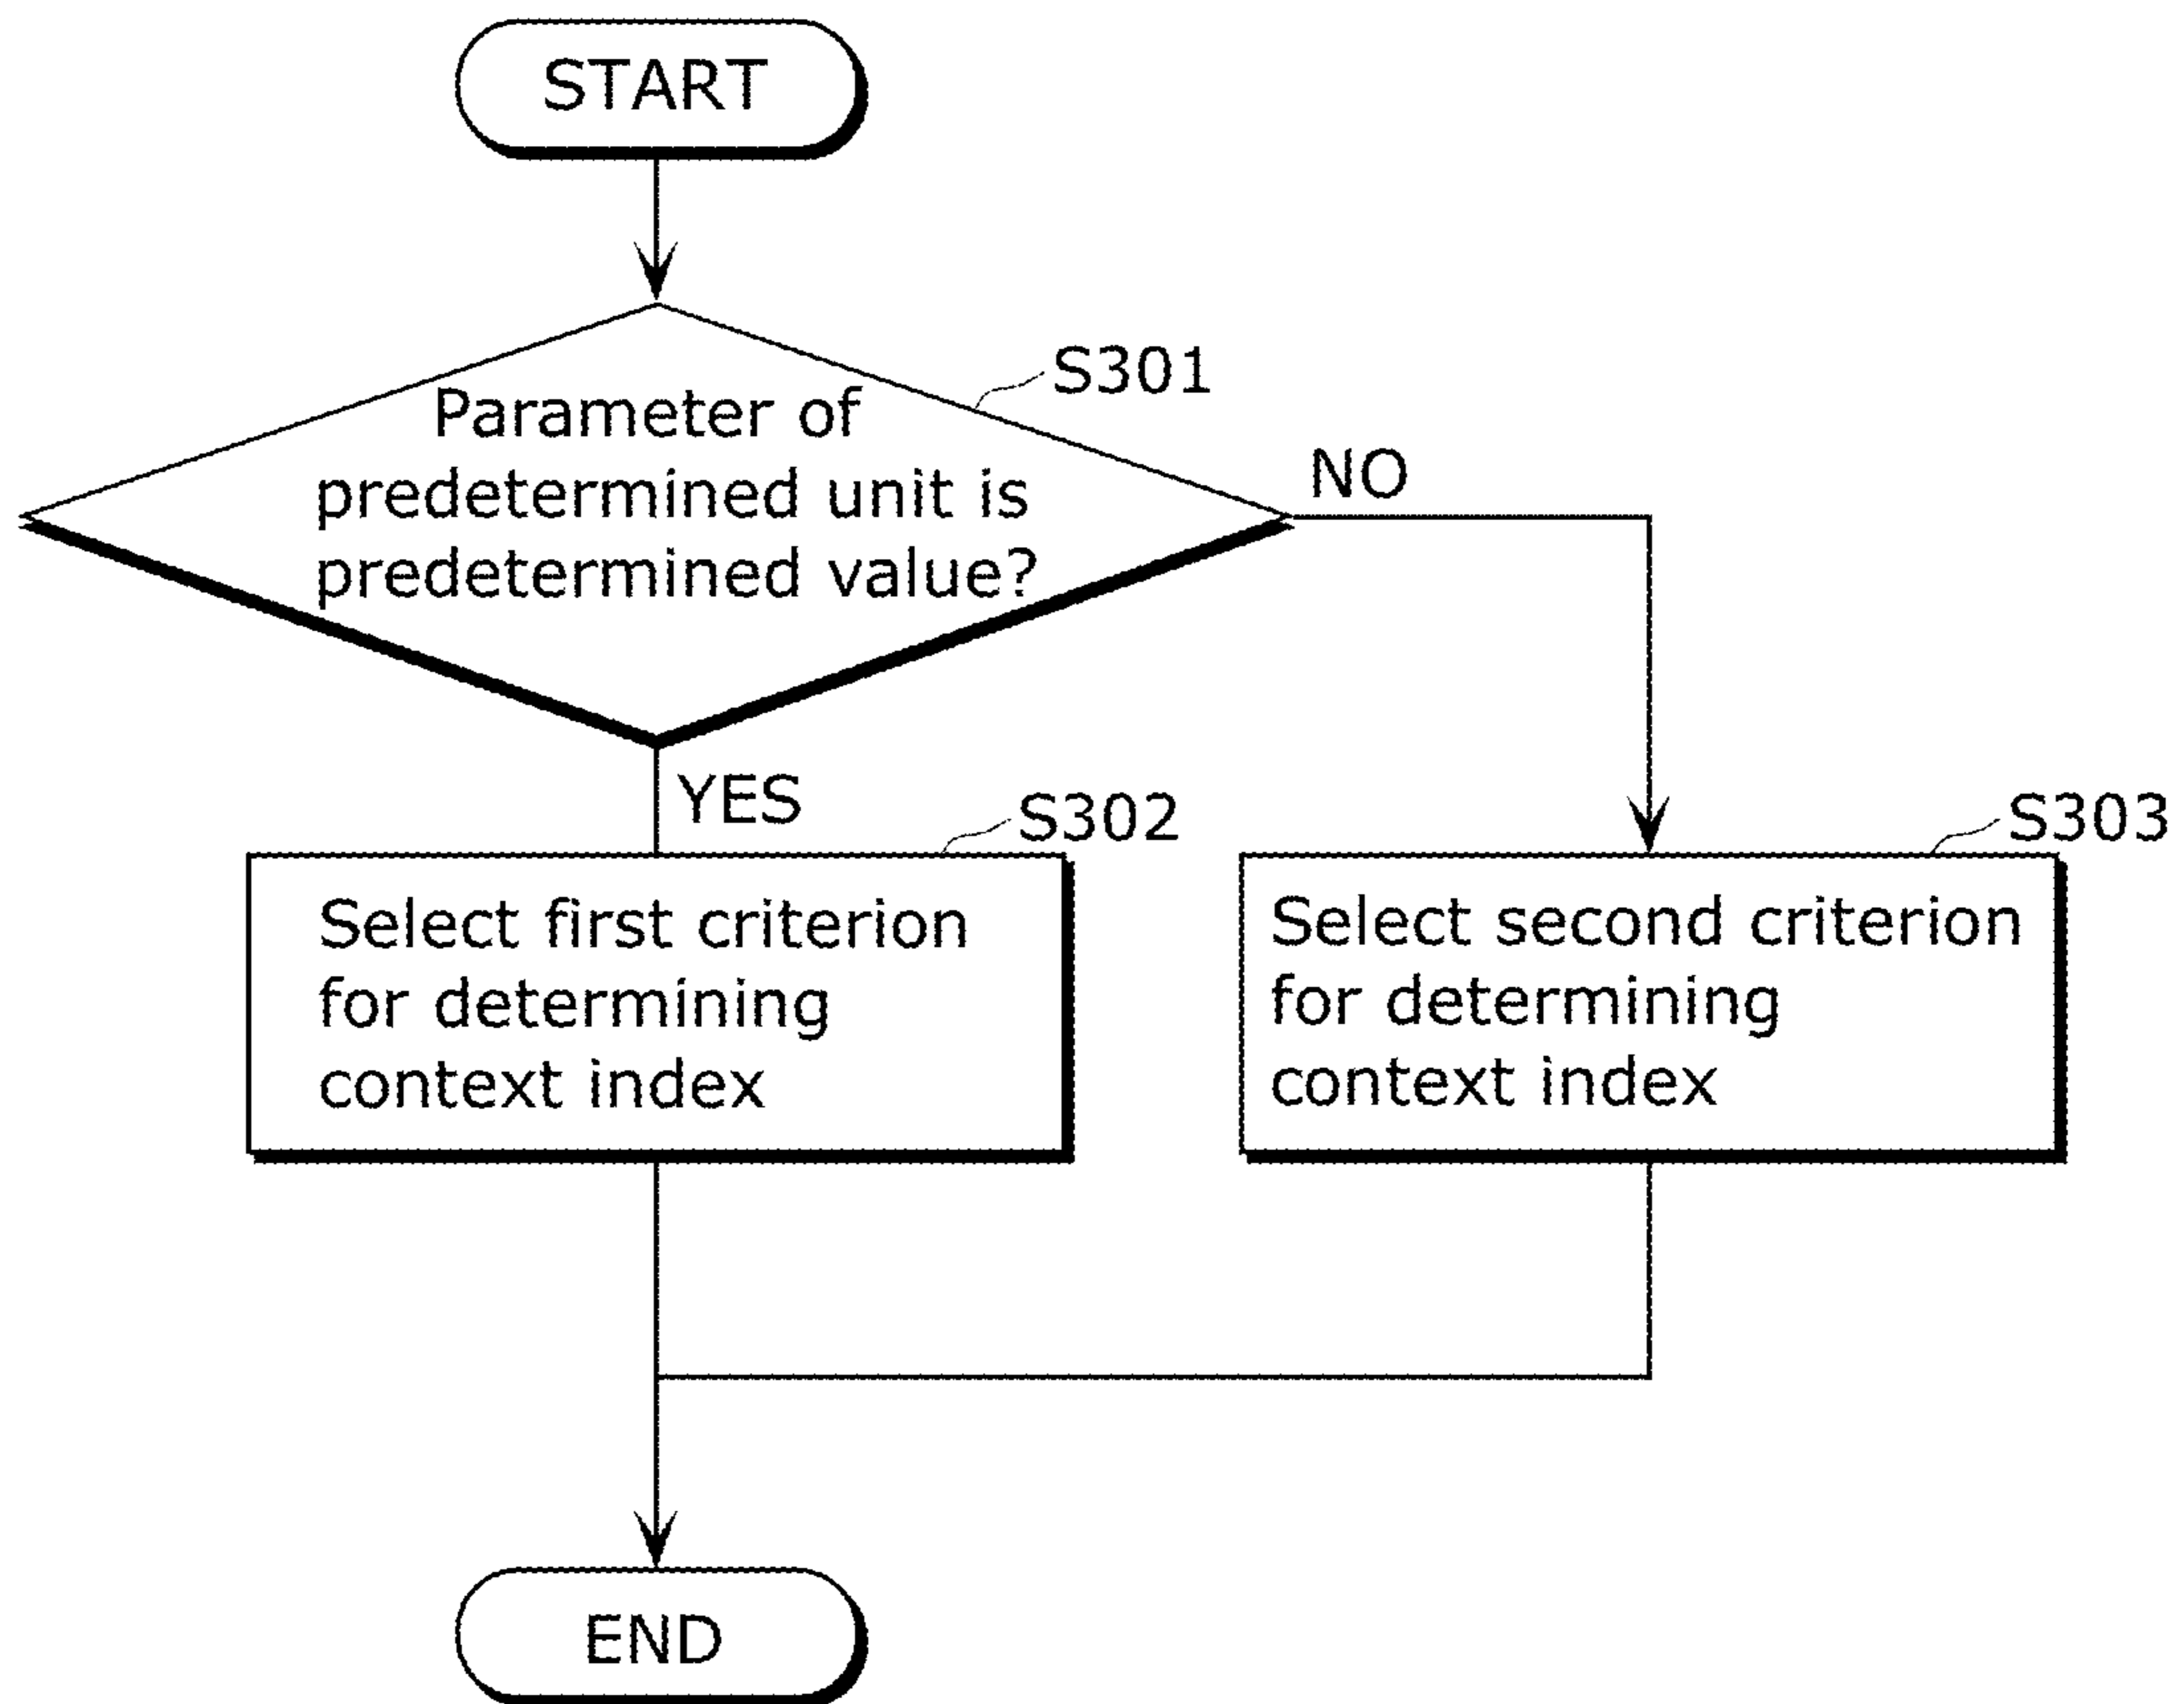 START
S301
Parameter of
predetermined unit is
predetermined value?
NO
YES
S302
Select first criterion
for determining
context index
S303
Select second criterion
for determining
context index
END